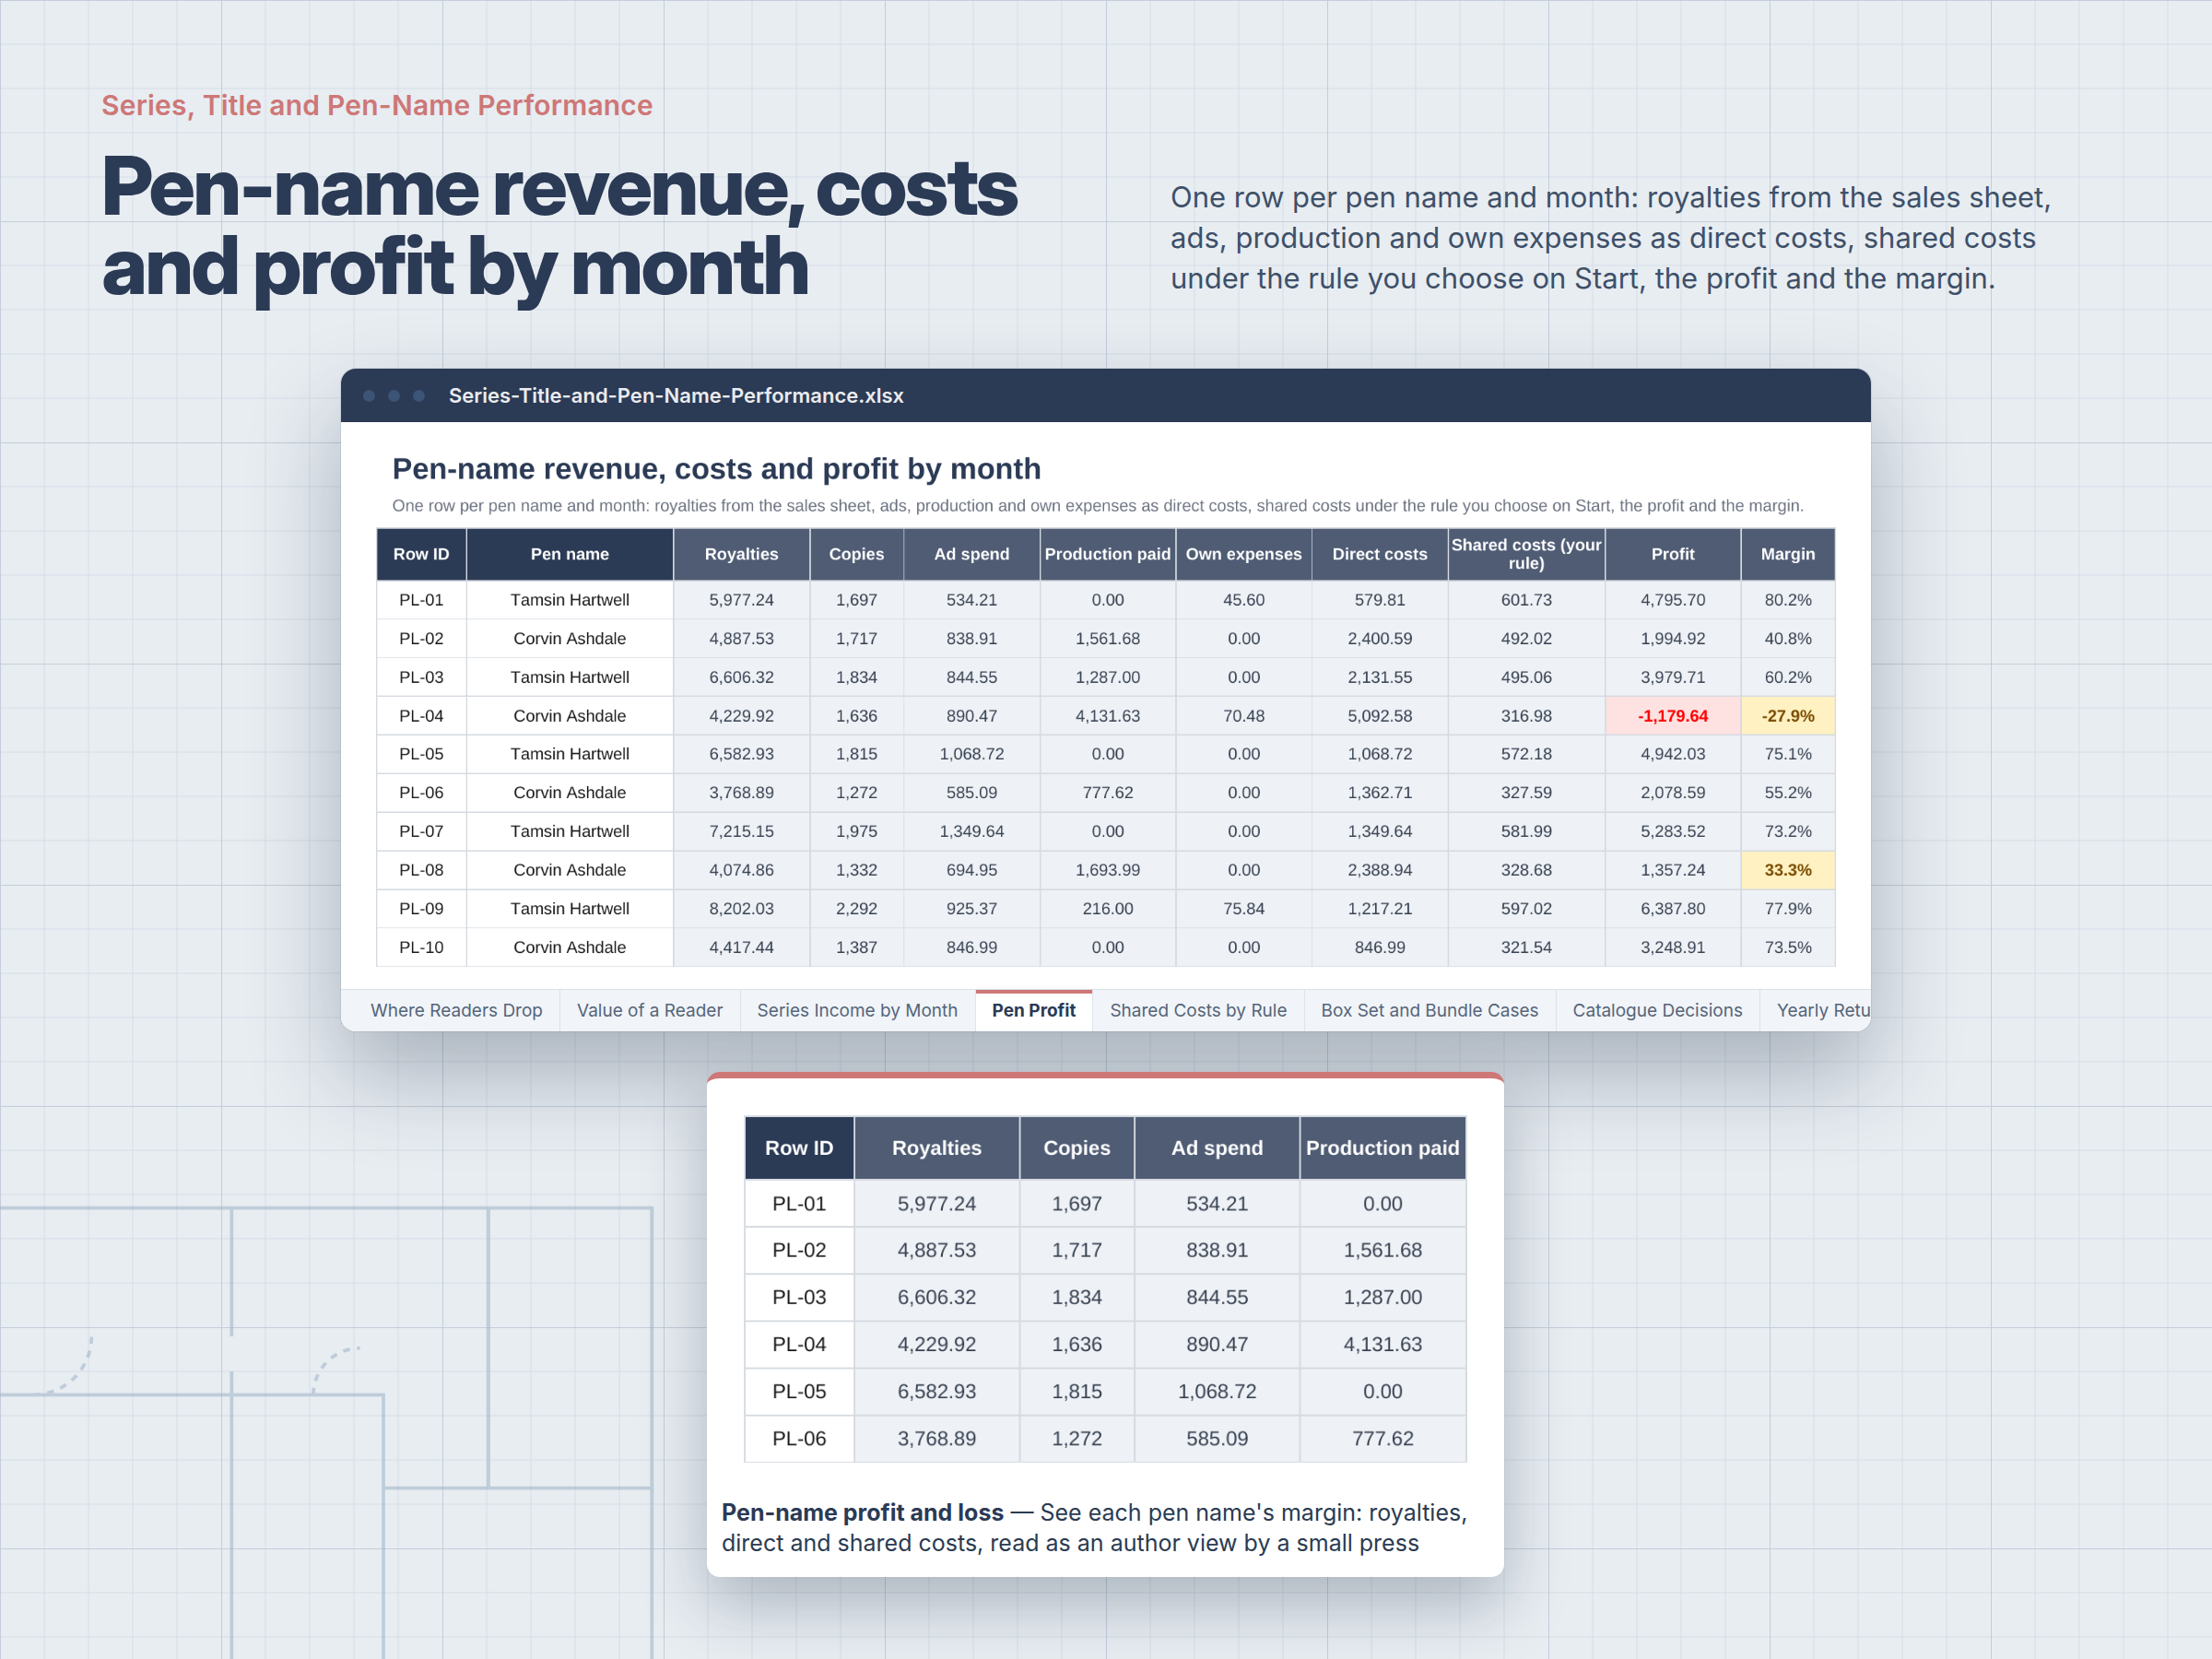 Series, Title and Pen-Name Performance
Pen-name revenue, costs
and profit by month
One row per pen name and month: royalties from the sales sheet,
ads, production and own expenses as direct costs, shared costs
under the rule you choose on Start, the profit and the margin.
Series-Title-and-Pen-Name-Performance.xlsx
Pen-name revenue, costs and profit by month
One row per pen name and month: royalties from the sales sheet, ads, production and own expenses as direct costs, shared costs under the rule you choose on Start, the profit and the margin.
Row ID Pen name Royalties Copies Ad spend Production paid Own expenses Direct costs Shared costs (your rule) Profit Margin
PL-01 Tamsin Hartwell 5,977.24 1,697 534.21 0.00 45.60 579.81 601.73 4,795.70 80.2%
PL-02 Corvin Ashdale 4,887.53 1,717 838.91 1,561.68 0.00 2,400.59 492.02 1,994.92 40.8%
PL-03 Tamsin Hartwell 6,606.32 1,834 844.55 1,287.00 0.00 2,131.55 495.06 3,979.71 60.2%
PL-04 Corvin Ashdale 4,229.92 1,636 890.47 4,131.63 70.48 5,092.58 316.98 -1,179.64 -27.9%
PL-05 Tamsin Hartwell 6,582.93 1,815 1,068.72 0.00 0.00 1,068.72 572.18 4,942.03 75.1%
PL-06 Corvin Ashdale 3,768.89 1,272 585.09 777.62 0.00 1,362.71 327.59 2,078.59 55.2%
PL-07 Tamsin Hartwell 7,215.15 1,975 1,349.64 0.00 0.00 1,349.64 581.99 5,283.52 73.2%
PL-08 Corvin Ashdale 4,074.86 1,332 694.95 1,693.99 0.00 2,388.94 328.68 1,357.24 33.3%
PL-09 Tamsin Hartwell 8,202.03 2,292 925.37 216.00 75.84 1,217.21 597.02 6,387.80 77.9%
PL-10 Corvin Ashdale 4,417.44 1,387 846.99 0.00 0.00 846.99 321.54 3,248.91 73.5%
Where Readers Drop Value of a Reader Series Income by Month Pen Profit Shared Costs by Rule Box Set and Bundle Cases Catalogue Decisions Yearly Retu
Row ID Royalties Copies Ad spend Production paid
PL-01 5,977.24 1,697 534.21 0.00
PL-02 4,887.53 1,717 838.91 1,561.68
PL-03 6,606.32 1,834 844.55 1,287.00
PL-04 4,229.92 1,636 890.47 4,131.63
PL-05 6,582.93 1,815 1,068.72 0.00
PL-06 3,768.89 1,272 585.09 777.62
Pen-name profit and loss — See each pen name's margin: royalties,
direct and shared costs, read as an author view by a small press